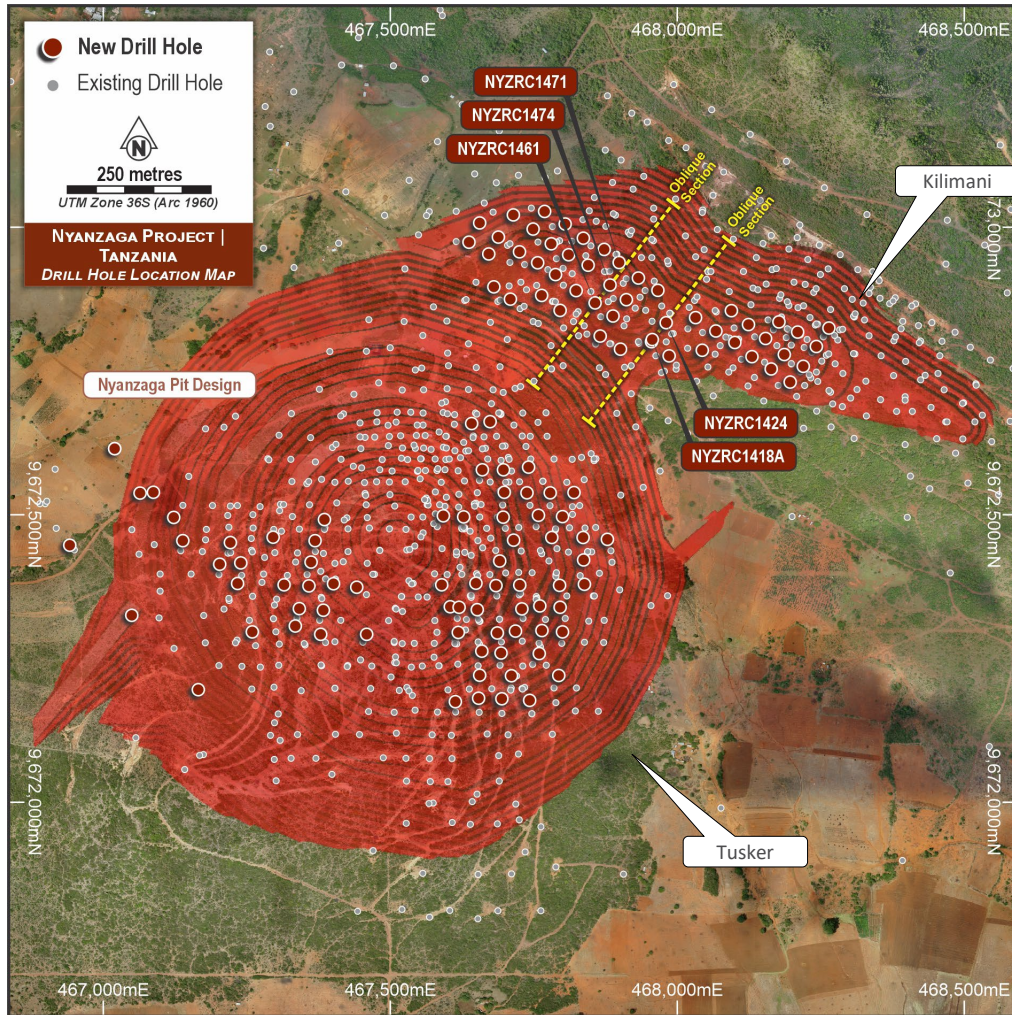 New Drill Hole
Existing Drill Hole
N
250 metres
UTM Zone 36S (Arc 1960)
NYANZAGA PROJECT |
TANZANIA
DRILL HOLE LOCATION MAP
467,500mE
468,000mE
468,500mE
NYZRC1471
NYZRC1474
NYZRC1461
Oblique
Section
Oblique
Section
Kilimani
73,000mN
Nyanzaga Pit Design
NYZRC1424
NYZRC1418A
9,672,500mN
9,672,500mN
9,672,000mN
9,672,000mN
Tusker
467,000mE
467,500mE
468,000mE
468,500mE